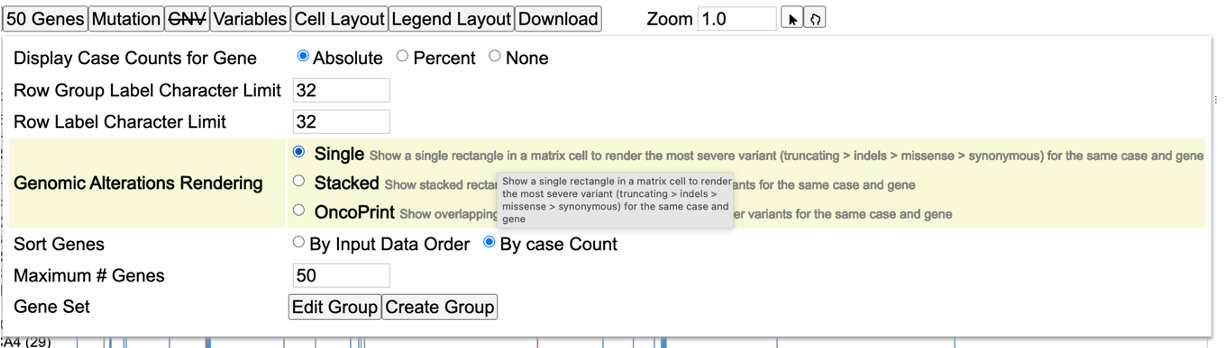 50 Genes Mutation CNV Variables Cell Layout Legend Layout Download Zoom 1.0
Display Case Counts for Gene Absolute Percent None
Row Group Label Character Limit 32
Row Label Character Limit 32
Single Show a single rectangle in a matrix cell to render the most severe variant (truncating > indels > missense > synonymous) for the same case and gene
Genomic Alterations Rendering
Stacked Show stacked for the same case and gene
Show a single rectangle in a matrix cell to render
the most severe variant (truncating > indels >
missense > synonymous) for the same case and
gene
OncoPrint Show overlapping variants for the same case and gene
Sort Genes By Input Data Order By case Count
Maximum # Genes 50
Gene Set Edit Group Create Group
(29)